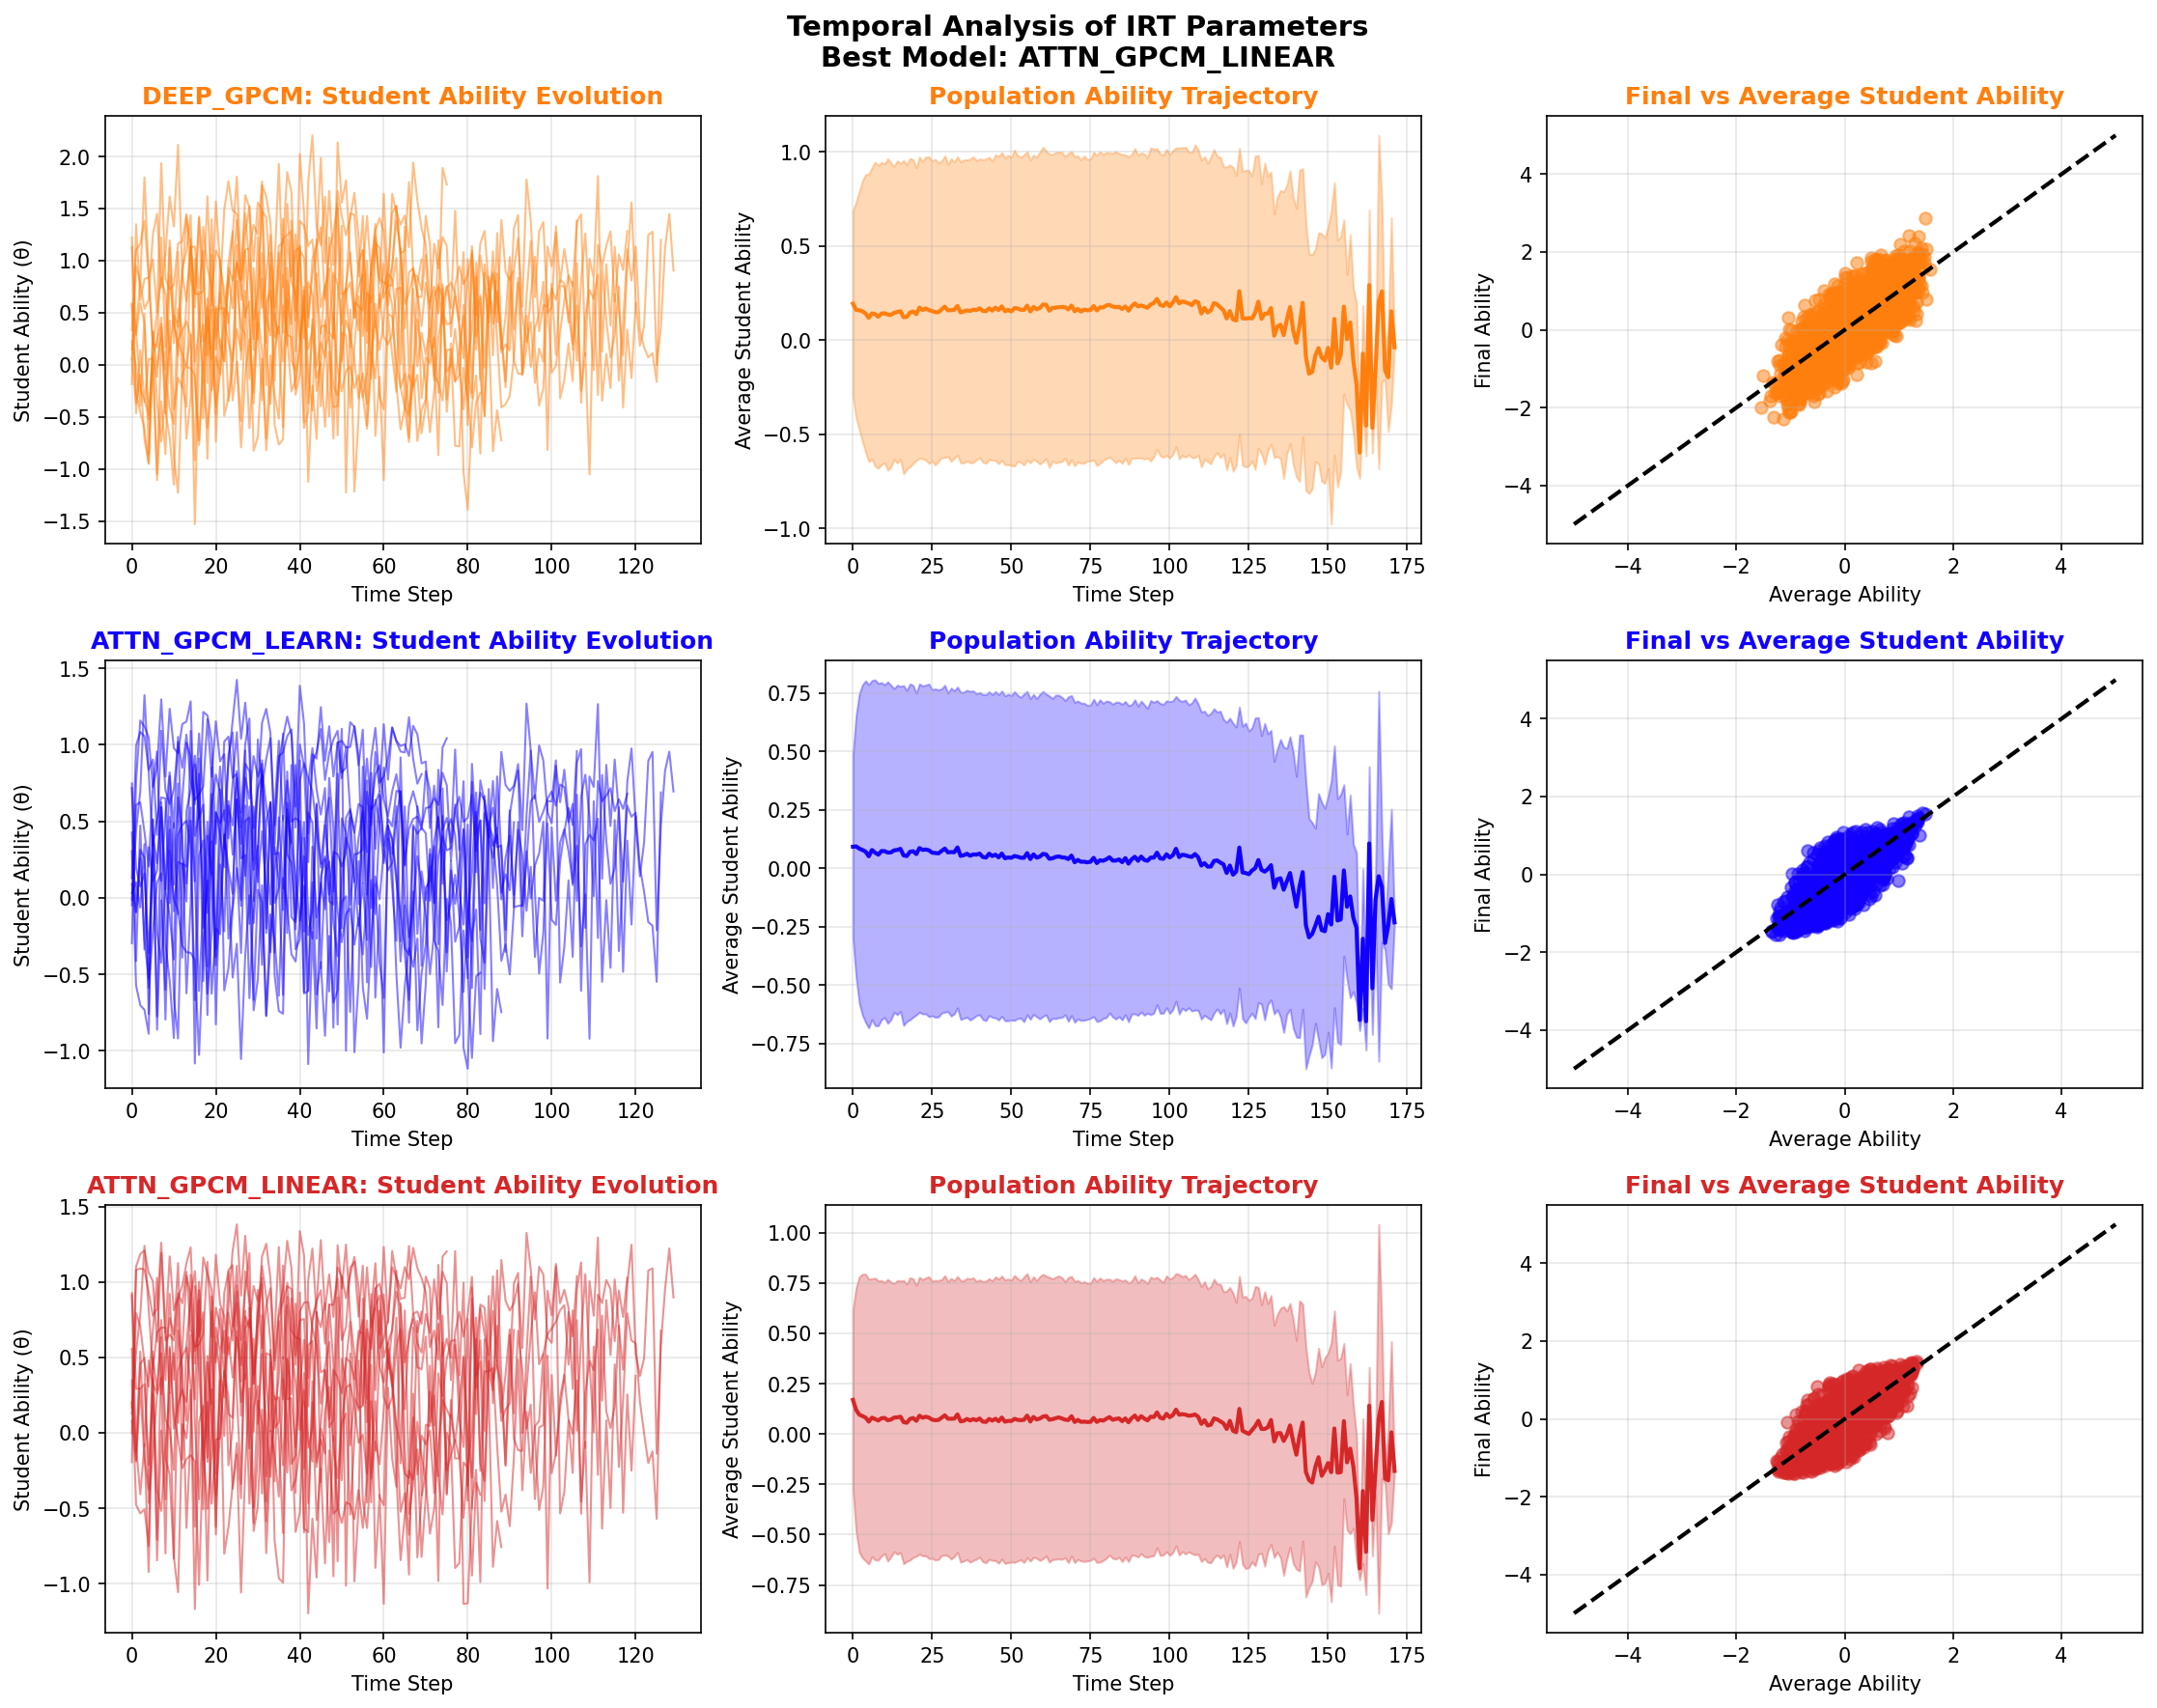 Temporal Analysis of IRT Parameters
Best Model: ATTN_GPCM_LINEAR
DEEP_GPCM: Student Ability Evolution
Student Ability (θ)
2.0
1.5
1.0
0.5
0.0
−0.5
−1.0
−1.5
0 20 40 60 80 100 120
Time Step
Population Ability Trajectory
Average Student Ability
1.0
0.5
0.0
−0.5
−1.0
0 25 50 75 100 125 150 175
Time Step
Final vs Average Student Ability
Final Ability
4
2
0
−2
−4
−4 −2 0 2 4
Average Ability
ATTN_GPCM_LEARN: Student Ability Evolution
Student Ability (θ)
1.5
1.0
0.5
0.0
−0.5
−1.0
0 20 40 60 80 100 120
Time Step
Population Ability Trajectory
Average Student Ability
0.75
0.50
0.25
0.00
−0.25
−0.50
−0.75
0 25 50 75 100 125 150 175
Time Step
Final vs Average Student Ability
Final Ability
4
2
0
−2
−4
−4 −2 0 2 4
Average Ability
ATTN_GPCM_LINEAR: Student Ability Evolution
Student Ability (θ)
1.5
1.0
0.5
0.0
−0.5
−1.0
0 20 40 60 80 100 120
Time Step
Population Ability Trajectory
Average Student Ability
1.00
0.75
0.50
0.25
0.00
−0.25
−0.50
−0.75
0 25 50 75 100 125 150 175
Time Step
Final vs Average Student Ability
Final Ability
4
2
0
−2
−4
−4 −2 0 2 4
Average Ability